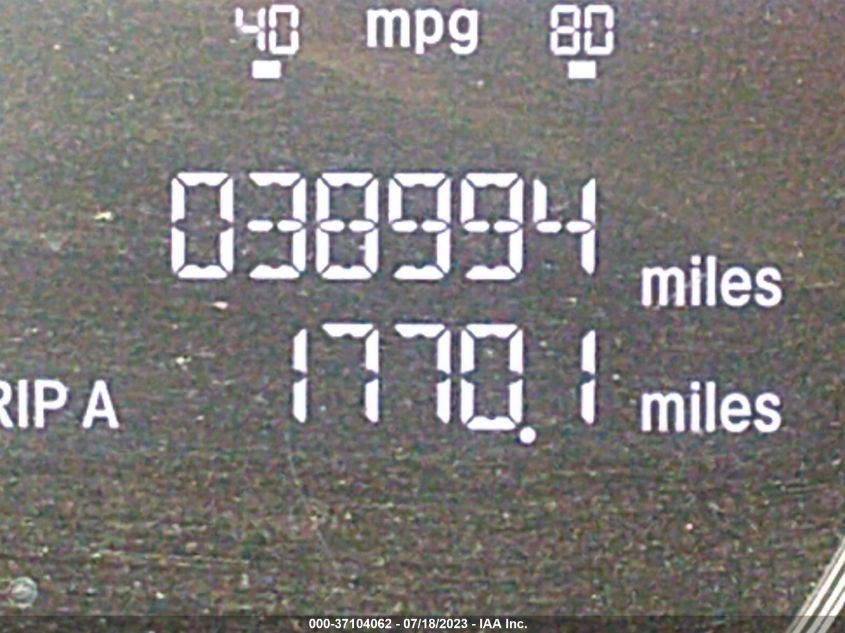 40 mpg 80
038994 miles
RIP A 1770.1 miles
000-37104062 - 07/18/2023 - IAA Inc.